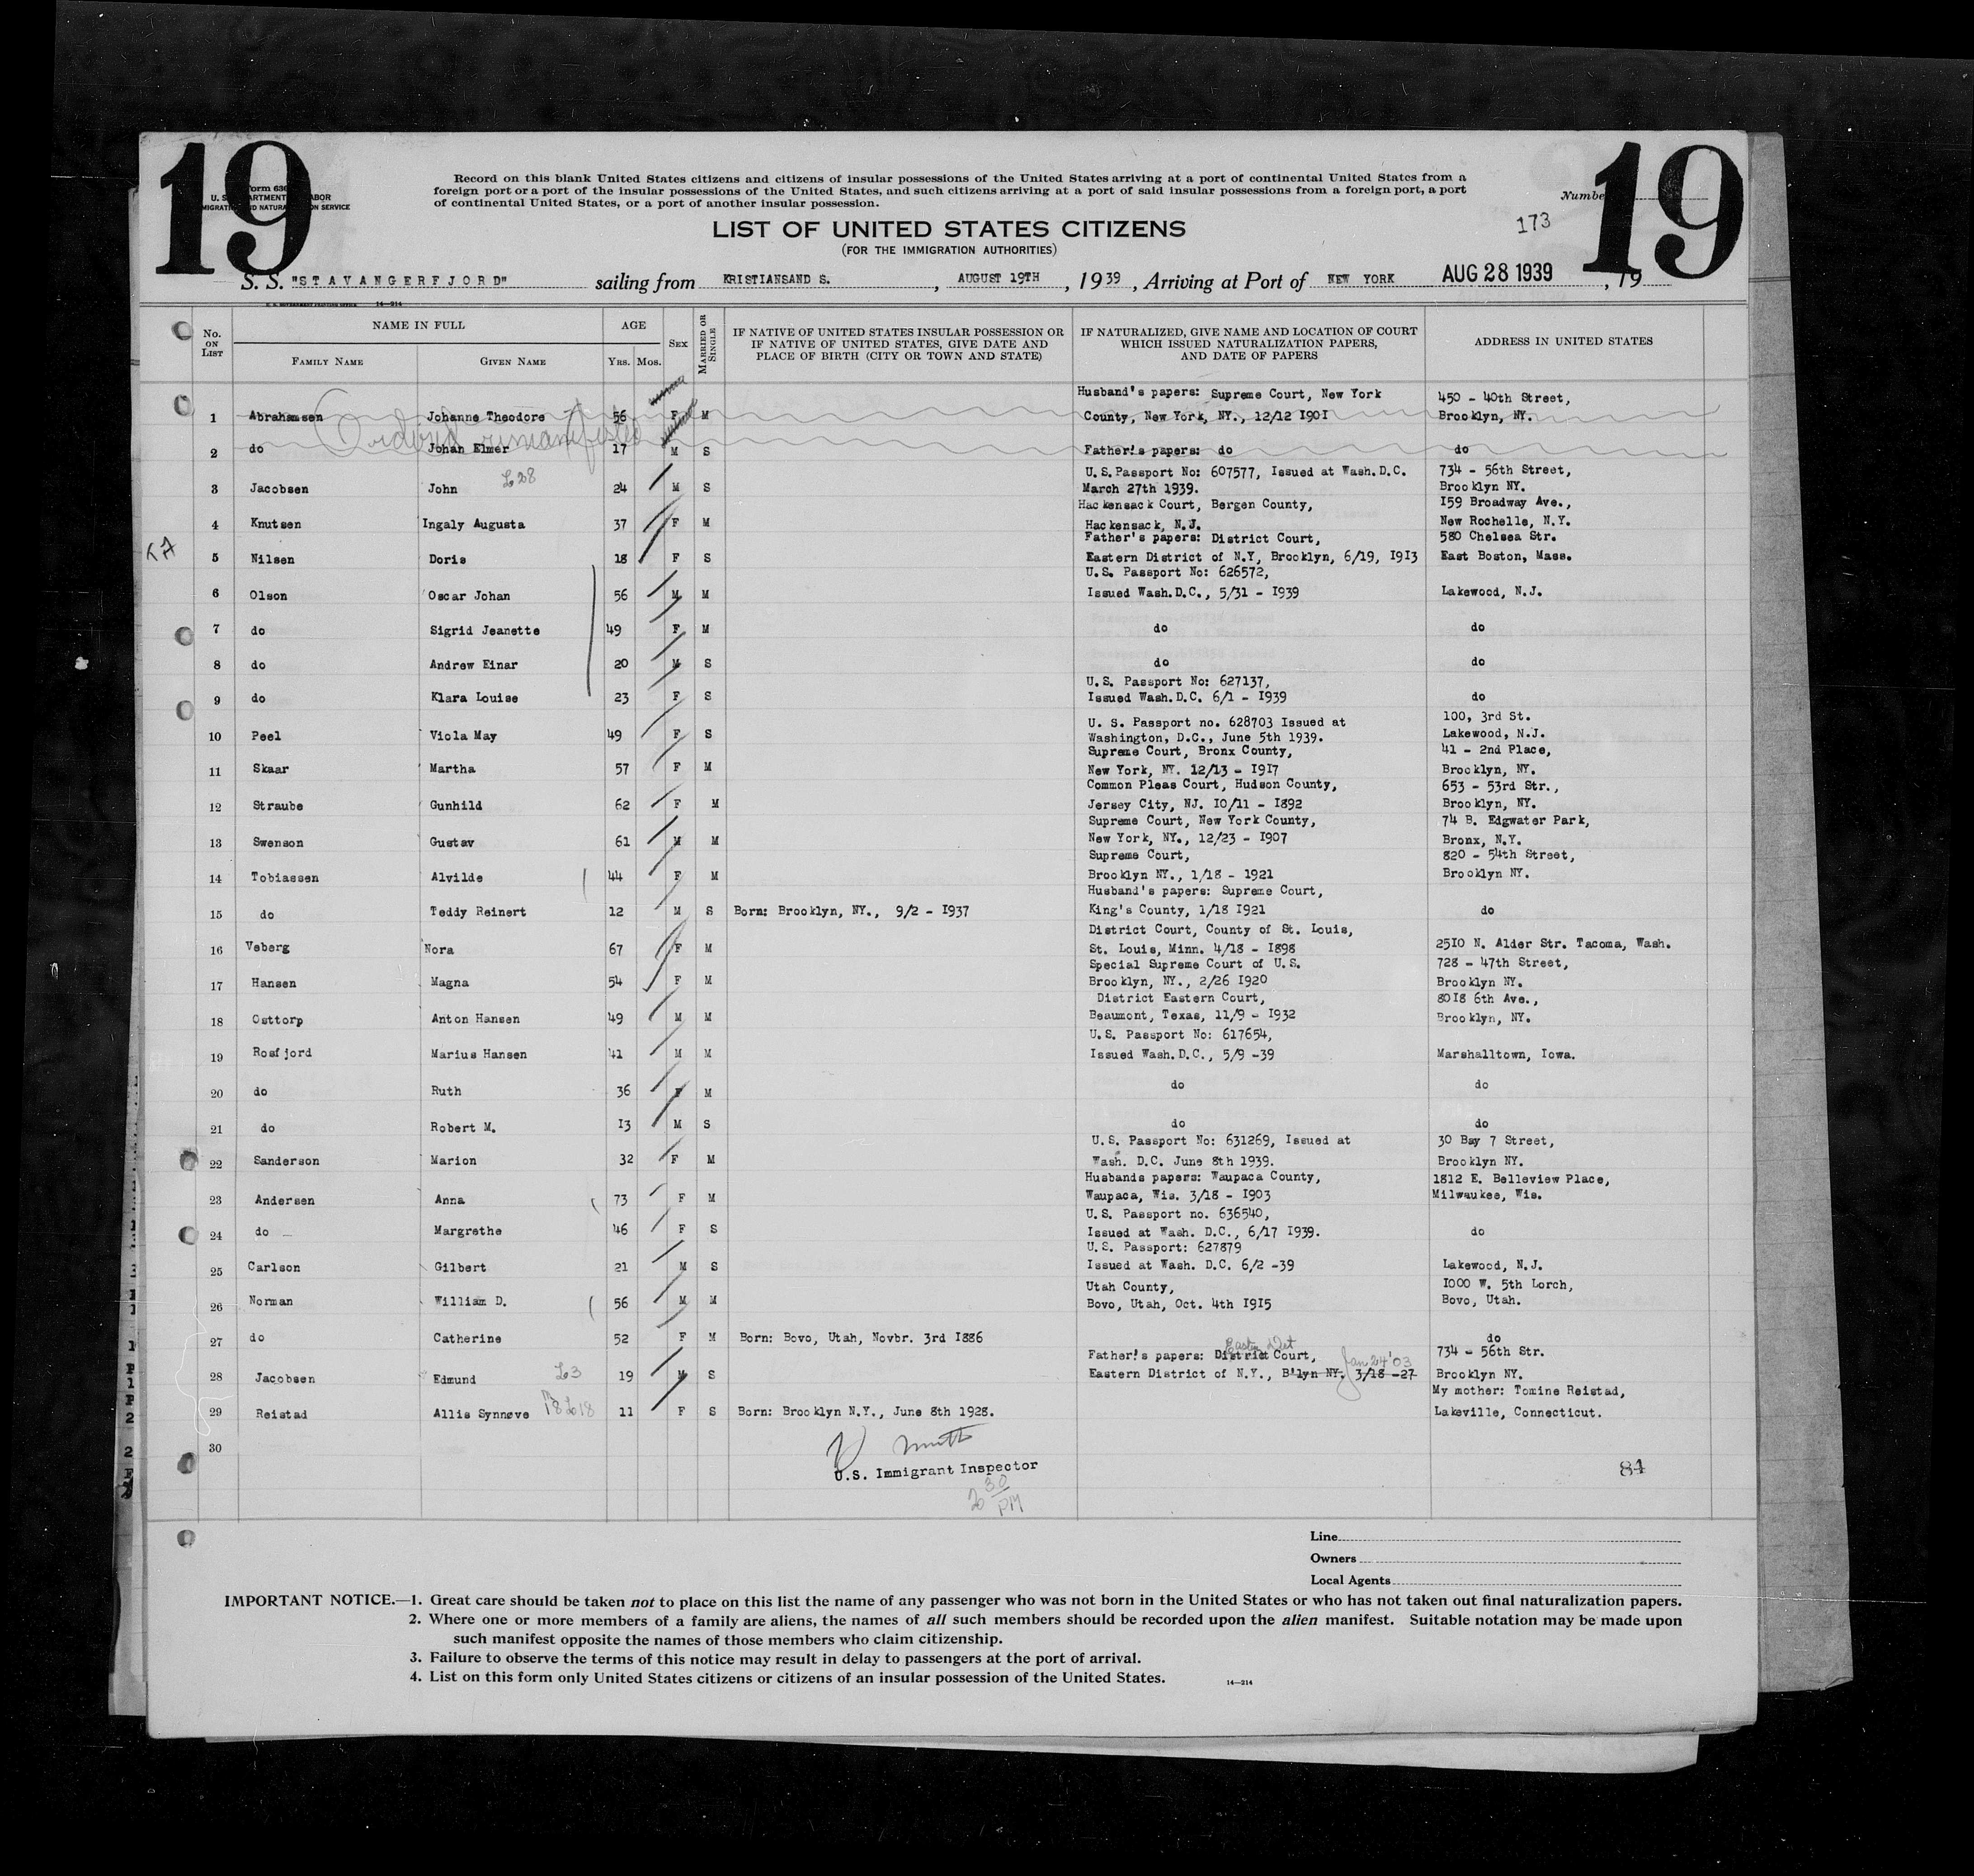 19
19
Form 630
U. S. DEPARTMENT OF LABOR
IMMIGRATION AND NATURALIZATION SERVICE
Record on this blank United States citizens and citizens of insular possessions of the United States arriving at a port of continental United States from a
foreign port or a port of the insular possessions of the United States, and such citizens arriving at a port of said insular possessions from a foreign port, a port
of continental United States, or a port of another insular possession.
Number
173
LIST OF UNITED STATES CITIZENS
(FOR THE IMMIGRATION AUTHORITIES)
S. S. "STAVANGERFJORD" sailing from KRISTIANSAND S. , AUGUST 19TH , 1939 , Arriving at Port of NEW YORK AUG 28 1939 , 19
14-214
No. on List NAME IN FULL AGE Sex Married or Single IF NATIVE OF UNITED STATES INSULAR POSSESSION OR IF NATIVE OF UNITED STATES, GIVE DATE AND PLACE OF BIRTH (CITY OR TOWN AND STATE) IF NATURALIZED, GIVE NAME AND LOCATION OF COURT WHICH ISSUED NATURALIZATION PAPERS, AND DATE OF PAPERS ADDRESS IN UNITED STATES
Family Name Given Name Yrs. Mos.
Husband's papers: Supreme Court, New York 450 - 40th Street,
1 Abrahamsen Johanne Theodore 56 F M County, New York, NY., 12/12 1901 Brooklyn, NY.
Ordered remanifested
2 do Johan Elmer 17 M S Father's papers: do do
L28 U.S.Passport No: 607577, Issued at Wash.D.C. 734 - 56th Street,
3 Jacobsen John 24 M S March 27th 1939. Brooklyn NY.
Hackensack Court, Bergen County, 159 Broadway Ave.,
4 Knutsen Ingaly Augusta 37 F M Hackensack, N.J. New Rochelle, N.Y.
Father's papers: District Court, 580 Chelsea Str.
5 Nilsen Doris 18 F S Eastern District of N.Y, Brooklyn, 6/19, 1913 East Boston, Mass.
U.S. Passport No: 626572,
6 Olson Oscar Johan 56 M M Issued Wash.D.C., 5/31 - 1939 Lakewood, N.J.
7 do Sigrid Jeanette 49 F M do do
8 do Andrew Einar 20 M S do do
U.S. Passport No: 627137,
9 do Klara Louise 23 F S Issued Wash.D.C. 6/1 - 1939 do
U. S. Passport no. 628703 Issued at 100, 3rd St.
10 Peel Viola May 49 F S Washington, D.C., June 5th 1939. Lakewood, N.J.
Supreme Court, Bronx County, 41 - 2nd Place,
11 Skaar Martha 57 F M New York, NY. 12/13 - 1917 Brooklyn, NY.
Common Pleas Court, Hudson County, 653 - 53rd Str.,
12 Straube Gunhild 62 F M Jersey City, NJ. 10/11 - 1892 Brooklyn, NY.
Supreme Court, New York County, 74 B. Edgwater Park,
13 Swenson Gustav 61 M M New York, NY., 12/23 - 1907 Bronx, N.Y.
Supreme Court, 820 - 54th Street,
14 Tobiassen Alvilde 44 F M Brooklyn NY., 1/18 - 1921 Brooklyn NY.
Husband's papers: Supreme Court,
15 do Teddy Reinert 12 M S Born: Brooklyn, NY., 9/2 - 1937 King's County, 1/18 1921 do
District Court, County of St. Louis,
16 Veberg Nora 67 F M St. Louis, Minn. 4/18 - 1898 2510 N. Alder Str. Tacoma, Wash.
Special Supreme Court of U.S. 728 - 47th Street,
17 Hansen Magna 54 F M Brooklyn, NY., 2/26 1920 Brooklyn NY.
District Eastern Court, 8018 6th Ave.,
18 Osttorp Anton Hansen 49 M M Beaumont, Texas, 11/9 - 1932 Brooklyn, NY.
U.S. Passport No: 617654,
19 Rosfjord Marius Hansen 41 M M Issued Wash.D.C., 5/9 -39 Marshalltown, Iowa.
20 do Ruth 36 F M do do
21 do Robert M. 13 M S do do
U.S. Passport No: 631269, Issued at 30 Bay 7 Street,
22 Sanderson Marion 32 F M Wash. D.C. June 8th 1939. Brooklyn NY.
Husbands papers: Waupaca County, 1812 E. Belleview Place,
23 Andersen Anna 73 F M Waupaca, Wis. 3/18 - 1903 Milwaukee, Wis.
U.S. Passport no. 636540,
24 do Margrethe 46 F S Issued at Wash. D.C., 6/17 1939. do
U.S. Passport: 627879
25 Carlson Gilbert 21 M S Issued at Wash. D.C. 6/2 -39 Lakewood, N.J.
Utah County, 1000 W. 5th Lorch,
26 Norman William D. 56 M M Bovo, Utah, Oct. 4th 1915 Bovo, Utah.
27 do Catherine 52 F M Born: Bovo, Utah, Novbr. 3rd 1886 do
Father's papers: District Court, 734 - 56th Str.
Jan 24 '03
28 Jacobsen Edmund L3 19 M S Eastern District of N.Y., B'lyn NY. 3/18 -27 Brooklyn NY.
My mother: Tomine Reistad,
29 Reistad Allis Synnøve 11 F S Born: Brooklyn N.Y., June 8th 1928. Lakeville, Connecticut.
30
U.S. Immigrant Inspector
2 30 PM
84
Line
Owners
Local Agents
IMPORTANT NOTICE.—1. Great care should be taken not to place on this list the name of any passenger who was not born in the United States or who has not taken out final naturalization papers.
2. Where one or more members of a family are aliens, the names of all such members should be recorded upon the alien manifest. Suitable notation may be made upon
such manifest opposite the names of those members who claim citizenship.
3. Failure to observe the terms of this notice may result in delay to passengers at the port of arrival.
4. List on this form only United States citizens or citizens of an insular possession of the United States.
14—214